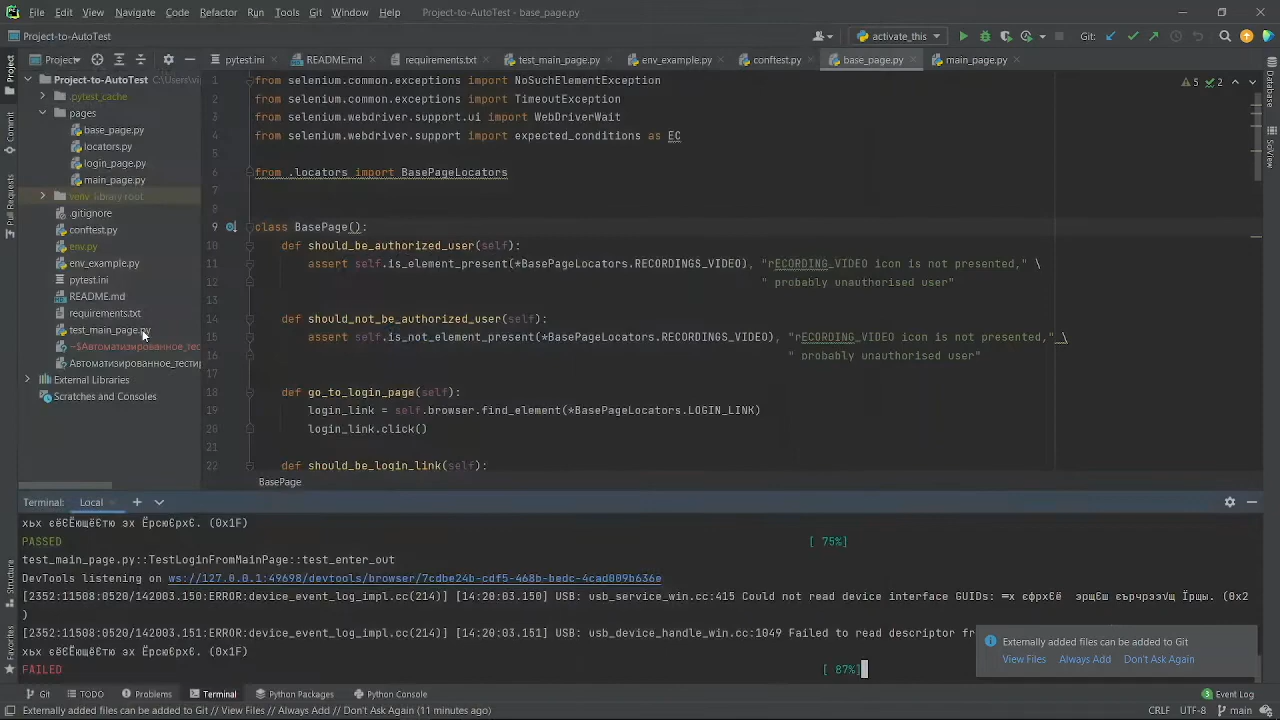 File Edit View Navigate Code Refactor Run Tools Git Window Help Project-to-AutoTest - base_page.py
Project-to-AutoTest activate_this Git:
Project pytest.ini README.md requirements.txt test_main_page.py env_example.py conftest.py base_page.py main_page.py
Project-to-AutoTest
.pytest_cache
pages
base_page.py
locators.py
login_page.py
main_page.py
venv library root
.gitignore
conftest.py
env.py
env_example.py
pytest.ini
README.md
requirements.txt
test_main_page.py
~$Автоматизированное_тес
Автоматизированное_тести
External Libraries
Scratches and Consoles
Project
Commit
Pull Requests
Structure
Favorites
Database
SciView
5 2
1 from selenium.common.exceptions import NoSuchElementException
2 from selenium.common.exceptions import TimeoutException
3 from selenium.webdriver.support.ui import WebDriverWait
4 from selenium.webdriver.support import expected_conditions as EC
5
6 from .locators import BasePageLocators
7
8
9 class BasePage():
10 def should_be_authorized_user(self):
11 assert self.is_element_present(*BasePageLocators.RECORDINGS_VIDEO), "rECORDING_VIDEO icon is not presented," \
12 " probably unauthorised user"
13
14 def should_not_be_authorized_user(self):
15 assert self.is_not_element_present(*BasePageLocators.RECORDINGS_VIDEO), "rECORDING_VIDEO icon is not presented," \
16 " probably unauthorised user"
17
18 def go_to_login_page(self):
19 login_link = self.browser.find_element(*BasePageLocators.LOGIN_LINK)
20 login_link.click()
21
22 def should_be_login_link(self):
BasePage
Terminal: Local
(0x1F)
PASSED [ 75%]
test_main_page.py::TestLoginFromMainPage::test_enter_out
DevTools listening on ws://127.0.0.1:49698/devtools/browser/7cdbe24b-cdf5-468b-bedc-4cad009b636e
[2352:11508:0520/142003.150:ERROR:device_event_log_impl.cc(214)] [14:20:03.150] USB: usb_service_win.cc:415 Could not read device interface GUIDs: (0x2
)
[2352:11508:0520/142003.151:ERROR:device_event_log_impl.cc(214)] [14:20:03.151] USB: usb_device_handle_win.cc:1049 Failed to read descriptor fr
(0x1F)
FAILED [ 87%]
Externally added files can be added to Git
View Files Always Add Don't Ask Again
Git TODO Problems Terminal Python Packages Python Console Event Log
Externally added files can be added to Git // View Files // Always Add // Don't Ask Again (11 minutes ago) CRLF UTF-8 main